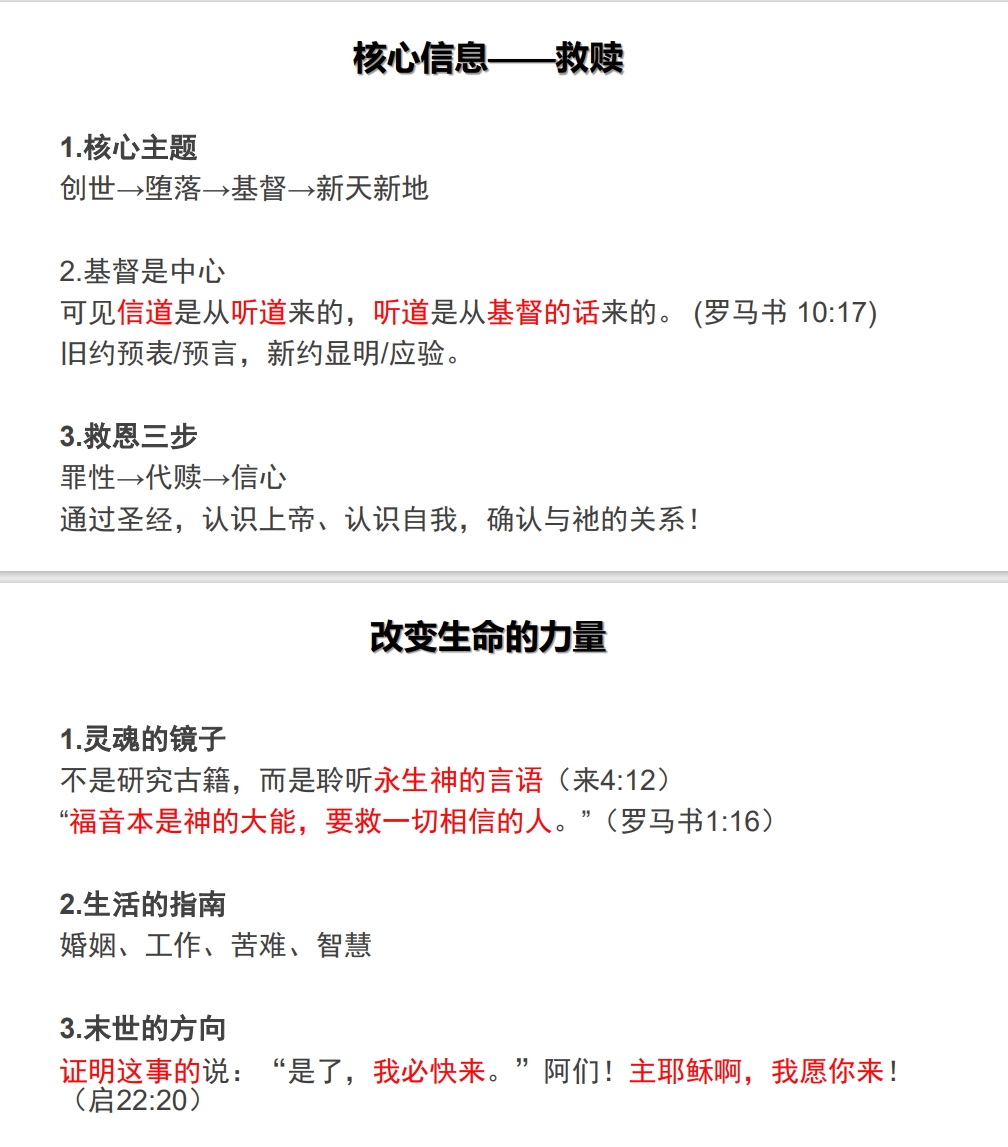 核心信息——救赎
1.核心主题
创世→堕落→基督→新天新地
2.基督是中心
可见信道是从听道来的，听道是从基督的话来的。 (罗马书 10:17)
旧约预表/预言，新约显明/应验。
3.救恩三步
罪性→代赎→信心
通过圣经，认识上帝、认识自我，确认与祂的关系！
改变生命的力量
1.灵魂的镜子
不是研究古籍，而是聆听永生神的言语（来4:12）
“福音本是神的大能，要救一切相信的人。”（罗马书1:16）
2.生活的指南
婚姻、工作、苦难、智慧
3.末世的方向
证明这事的说：“是了，我必快来。”阿们！主耶稣啊，我愿你来！
（启22:20）